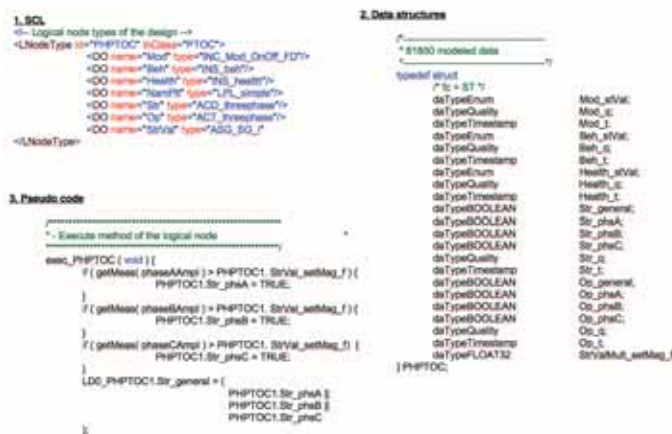 1. SCL
<!-- Logical node types of the design -->
<LNodeType id="PHPTOC" lnClass="PTOC">
<DO name="Mod" type="INC_Mod_OnOff_FD"/>
<DO name="Beh" type="INS_beh"/>
<DO name="Health" type="INS_health"/>
<DO name="NamPlt" type="LPL_simple"/>
<DO name="Str" type="ACD_threephase"/>
<DO name="Op" type="ACT_threephase"/>
<DO name="StrVal" type="ASG_SG_f"
</LNodeType>
3. Pseudo code
/**************************************************
* - Execute method of the logical node *
**************************************************/
exec_PHPTOC ( void ) {
if ( getMeas( phaseAAmpl ) > PHPTOC1. StrVal_setMag_f ) {
PHPTOC1.Str_phsA = TRUE;
}
if ( getMeas( phaseBAmpl ) > PHPTOC1. StrVal_setMag_f ) {
PHPTOC1.Str_phsB = TRUE;
}
if ( getMeas( phaseCAmpl ) > PHPTOC1. StrVal_setMag_f) {
PHPTOC1.Str_phsC = TRUE;
}
LD0_PHPTOC1.Str_general = (
PHPTOC1.Str_phsA ||
PHPTOC1.Str_phsB ||
PHPTOC1.Str_phsC
);
2. Data structures
/*--------------------------------
* 61850 modeled data
*--------------------------------*/
typedef struct
/* fc = ST */
daTypeEnum Mod_stVal;
daTypeQuality Mod_q;
daTypeTimestamp Mod_t;
daTypeEnum Beh_stVal;
daTypeQuality Beh_q;
daTypeTimestamp Beh_t;
daTypeEnum Health_stVal;
daTypeQuality Health_q;
daTypeTimestamp Health_t;
daTypeBOOLEAN Str_general;
daTypeBOOLEAN Str_phsA;
daTypeBOOLEAN Str_phsB;
daTypeBOOLEAN Str_phsC;
daTypeQuality Str_q;
daTypeTimestamp Str_t;
daTypeBOOLEAN Op_general;
daTypeBOOLEAN Op_phsA;
daTypeBOOLEAN Op_phsB;
daTypeBOOLEAN Op_phsC;
daTypeQuality Op_q;
daTypeTimestamp Op_t;
daTypeFLOAT32 StrValMult_setMag_f
} PHPTOC;